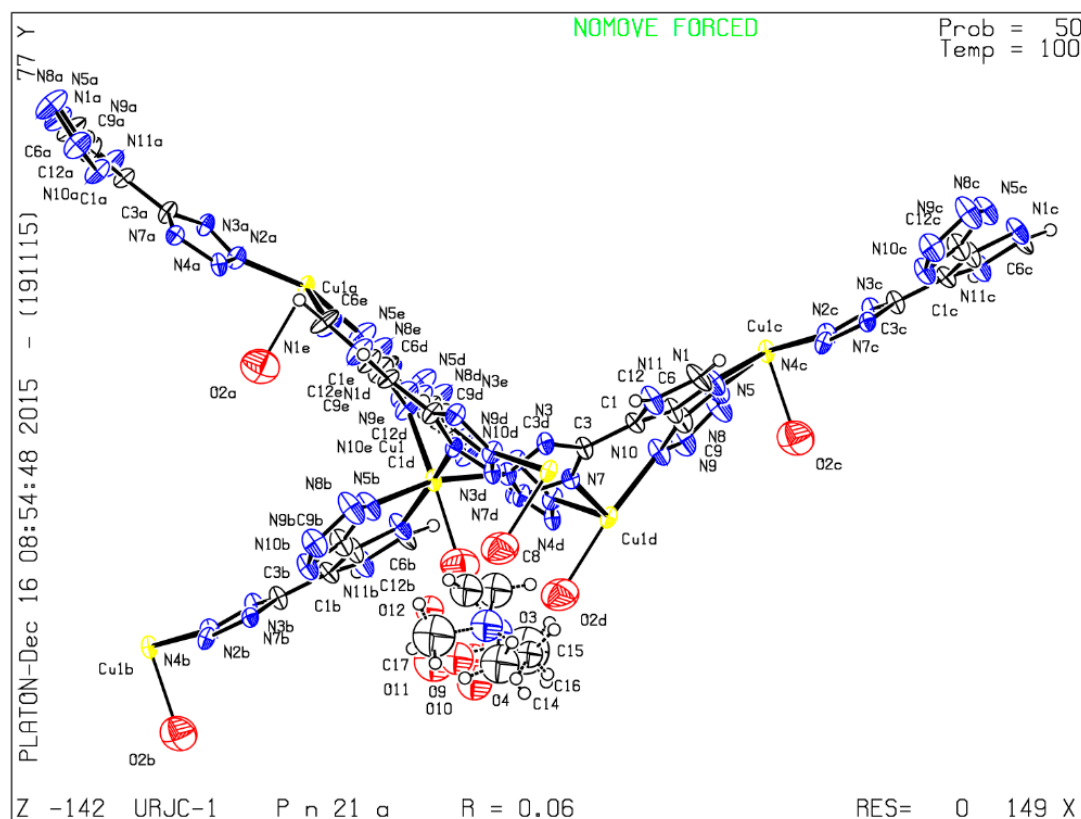 NOMOVE FORCED
Prob = 50
Temp = 100
PLATON-Dec 16 08:54:48 2015 - (191115) 77 Y
N8a
N5a
N1a
N9a
C9a
N11a
C6a
C12a
N10a
C1a
C3a
N3a
N7a
N2a
N4a
Cu1a
C6e
N5e
N8e
C6d
N1e
O2a
C1e
C12e
N1d
C9e
N5d
N8d
N3e
C9d
N9e
N9d
C12d
N10d
N10e
Cu1
C1d
N3
C3d
C3
C1
C12
N11
N1
C6
N5
N8
C9
N9
N10
N7
N8c
N5c
N9c
C12c
N1c
N10c
C6c
N3c
N11c
C1c
N2c
C3c
N7c
Cu1c
N4c
O2c
N3d
N7d
N4d
Cu1d
C8
O2d
N8b
N5b
N9b
C9b
N10b
C6b
C3b
C12b
N11b
C1b
N3b
N7b
N4b
N2b
Cu1b
O2b
O12
O3
C15
C17
C16
O11
O9
O4
O10
C14
Z -142 URJC-1 P n 21 a R = 0.06 RES= 0 149 X